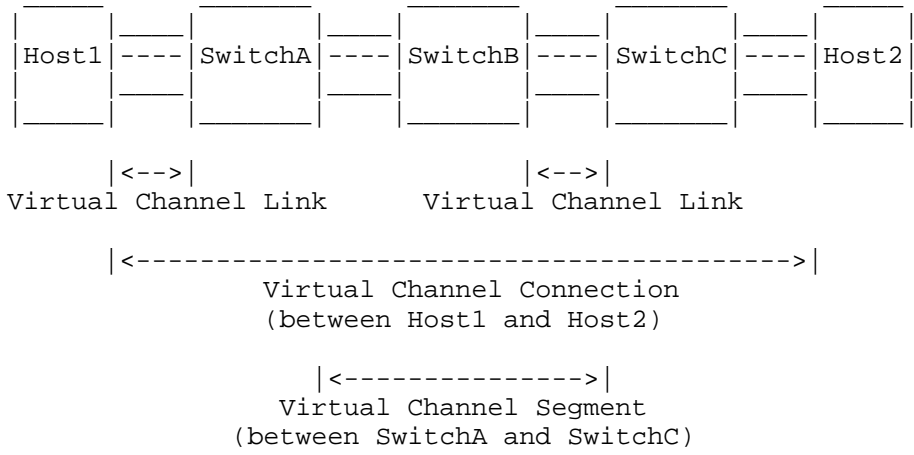 Host1 ---- SwitchA ---- SwitchB ---- SwitchC ---- Host2
|<-->| |<-->|
Virtual Channel Link Virtual Channel Link
|<----------------------------------------->|
Virtual Channel Connection
(between Host1 and Host2)
|<--------------->|
Virtual Channel Segment
(between SwitchA and SwitchC)